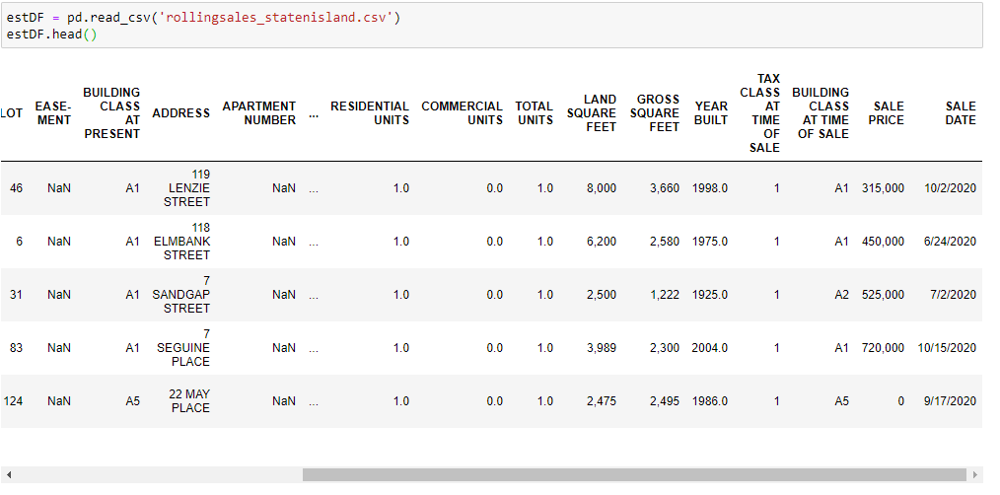 estDF = pd.read_csv('rollingsales_statenisland.csv')
estDF.head()
LOT EASE-MENT BUILDING CLASS AT PRESENT ADDRESS APARTMENT NUMBER ... RESIDENTIAL UNITS COMMERCIAL UNITS TOTAL UNITS LAND SQUARE FEET GROSS SQUARE FEET YEAR BUILT TAX CLASS AT TIME OF SALE BUILDING CLASS AT TIME OF SALE SALE PRICE SALE DATE
46 NaN A1 119 LENZIE STREET NaN ... 1.0 0.0 1.0 8,000 3,660 1998.0 1 A1 315,000 10/2/2020
6 NaN A1 118 ELMBANK STREET NaN ... 1.0 0.0 1.0 6,200 2,580 1975.0 1 A1 450,000 6/24/2020
31 NaN A1 7 SANDGAP STREET NaN ... 1.0 0.0 1.0 2,500 1,222 1925.0 1 A2 525,000 7/2/2020
83 NaN A1 7 SEGUINE PLACE NaN ... 1.0 0.0 1.0 3,989 2,300 2004.0 1 A1 720,000 10/15/2020
124 NaN A5 22 MAY PLACE NaN ... 1.0 0.0 1.0 2,475 2,495 1986.0 1 A5 0 9/17/2020